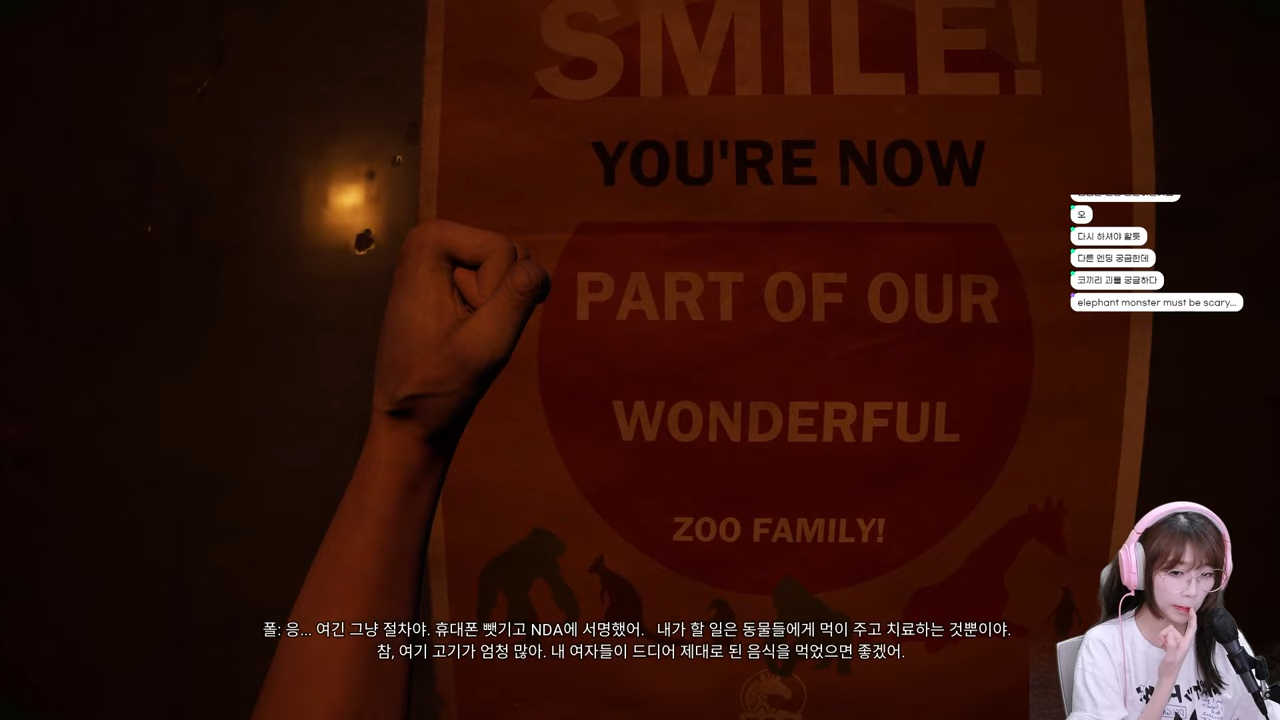 SMILE!
YOU'RE NOW
PART OF OUR
WONDERFUL
ZOO FAMILY!
오
다시 하셔야 할듯
다른 엔딩 궁금한데
코끼리 괴물 궁금하다
elephant monster must be scary...
폴: 응... 여긴 그냥 절차야. 휴대폰 뺏기고 NDA에 서명했어. 내가 할 일은 동물들에게 먹이 주고 치료하는 것뿐이야.
참, 여기 고기가 엄청 많아. 내 여자들이 드디어 제대로 된 음식을 먹었으면 좋겠어.